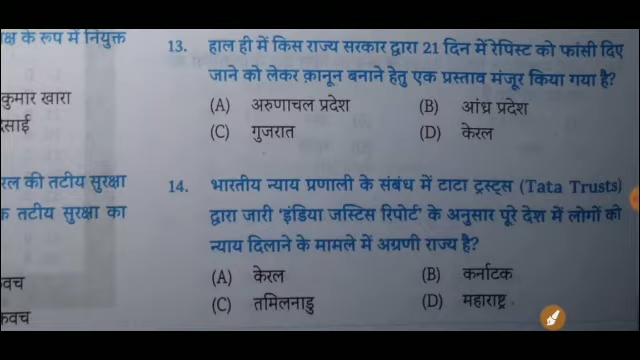 क्ष के रूप में नियुक्त
कुमार खारा
साई
रल की तटीय सुरक्षा
क तटीय सुरक्षा का
वच
कवच
13. हाल ही में किस राज्य सरकार द्वारा 21 दिन में रेपिस्ट को फांसी दिए
जाने को लेकर क़ानून बनाने हेतु एक प्रस्ताव मंजूर किया गया है?
(A) अरुणाचल प्रदेश (B) आंध्र प्रदेश
(C) गुजरात (D) केरल
14. भारतीय न्याय प्रणाली के संबंध में टाटा ट्रस्ट्स (Tata Trusts)
द्वारा जारी 'इंडिया जस्टिस रिपोर्ट' के अनुसार पूरे देश में लोगों को
न्याय दिलाने के मामले में अग्रणी राज्य है?
(A) केरल (B) कर्नाटक
(C) तमिलनाडु (D) महाराष्ट्र